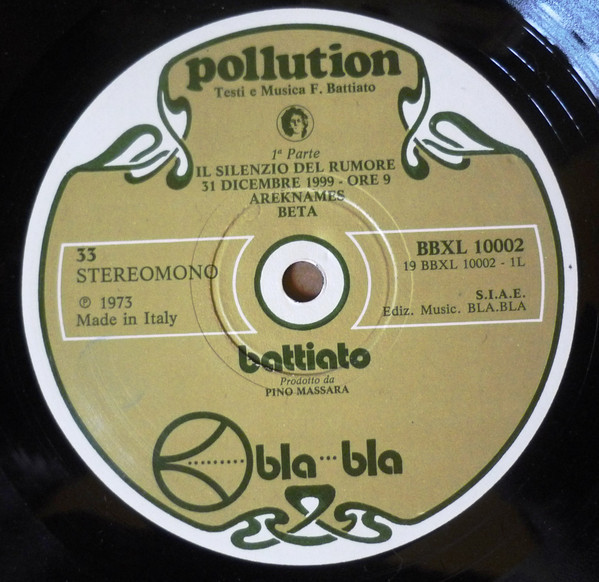 pollution
Testi e Musica F. Battiato
1ª Parte
IL SILENZIO DEL RUMORE
31 DICEMBRE 1999 - ORE 9
AREKNAMES
BETA
33
STEREOMONO
℗ 1973
Made in Italy
BBXL 10002
19 BBXL 10002 - 1L
S.I.A.E.
Ediz. Music. BLA.BLA
battiato
Prodotto da
PINO MASSARA
bla...bla